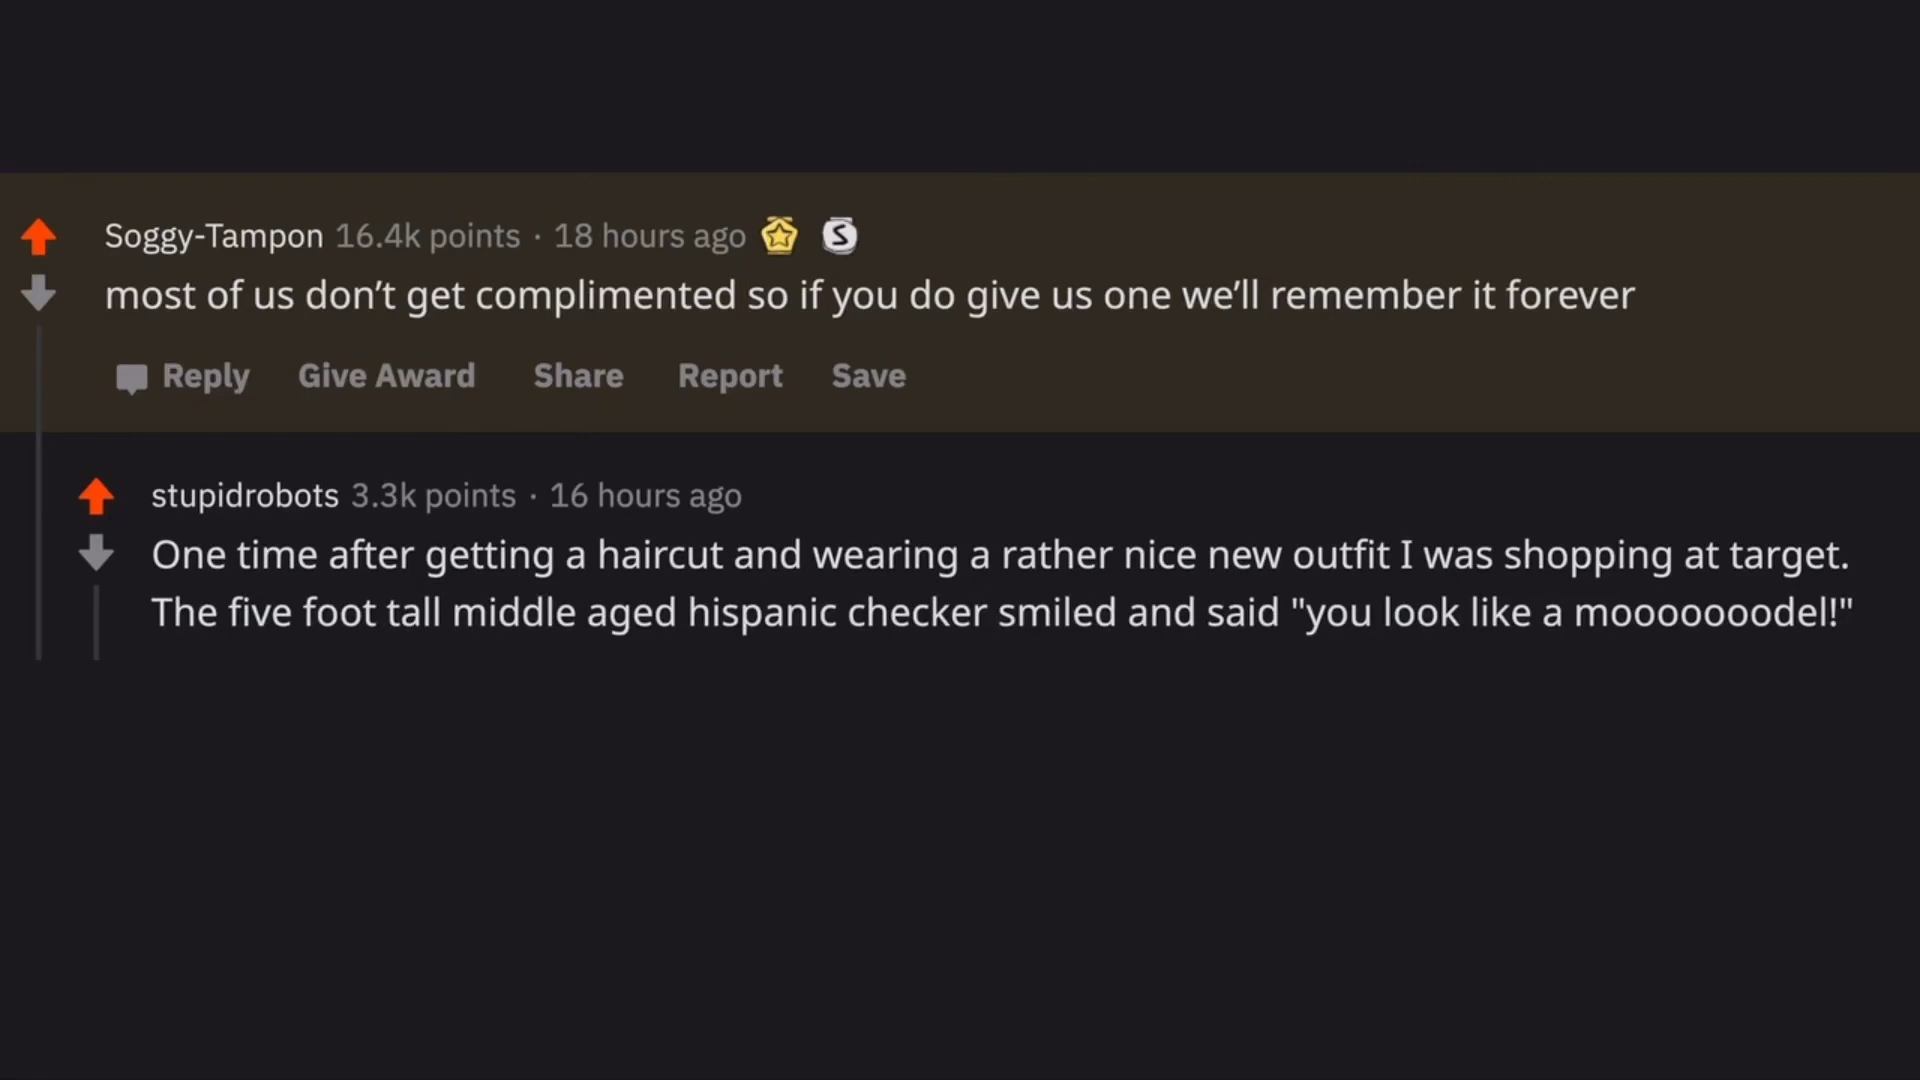 Soggy-Tampon 16.4k points · 18 hours ago S
most of us don’t get complimented so if you do give us one we’ll remember it forever
Reply Give Award Share Report Save
stupidrobots 3.3k points · 16 hours ago
One time after getting a haircut and wearing a rather nice new outfit I was shopping at target.
The five foot tall middle aged hispanic checker smiled and said "you look like a mooooooodel!"